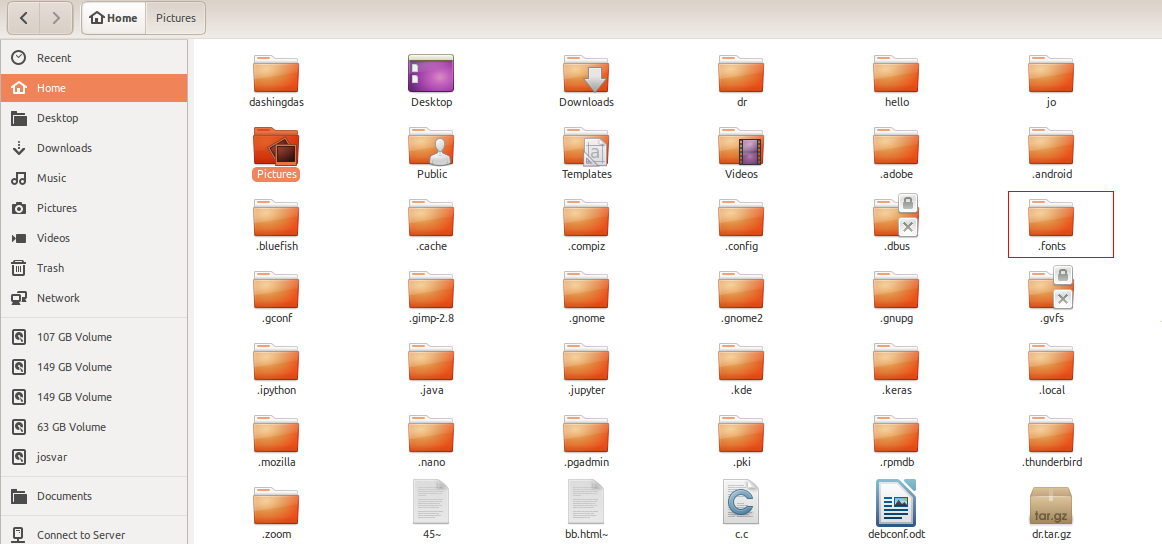 Home
Pictures
Recent
Home
Desktop
Downloads
Music
Pictures
Videos
Trash
Network
107 GB Volume
149 GB Volume
149 GB Volume
63 GB Volume
josvar
Documents
Connect to Server
dashingdas
Desktop
Downloads
dr
hello
jo
Pictures
Public
a
Templates
Videos
.adobe
.android
.bluefish
.cache
.compiz
.config
.dbus
.fonts
.gconf
.gimp-2.8
.gnome
.gnome2
.gnupg
.gvfs
.ipython
.java
.jupyter
.kde
.keras
.local
.mozilla
.nano
.pgadmin
.pki
.rpmdb
.thunderbird
.zoom
45~
bb.html~
C
c.c
debconf.odt
tar.gz
dr.tar.gz